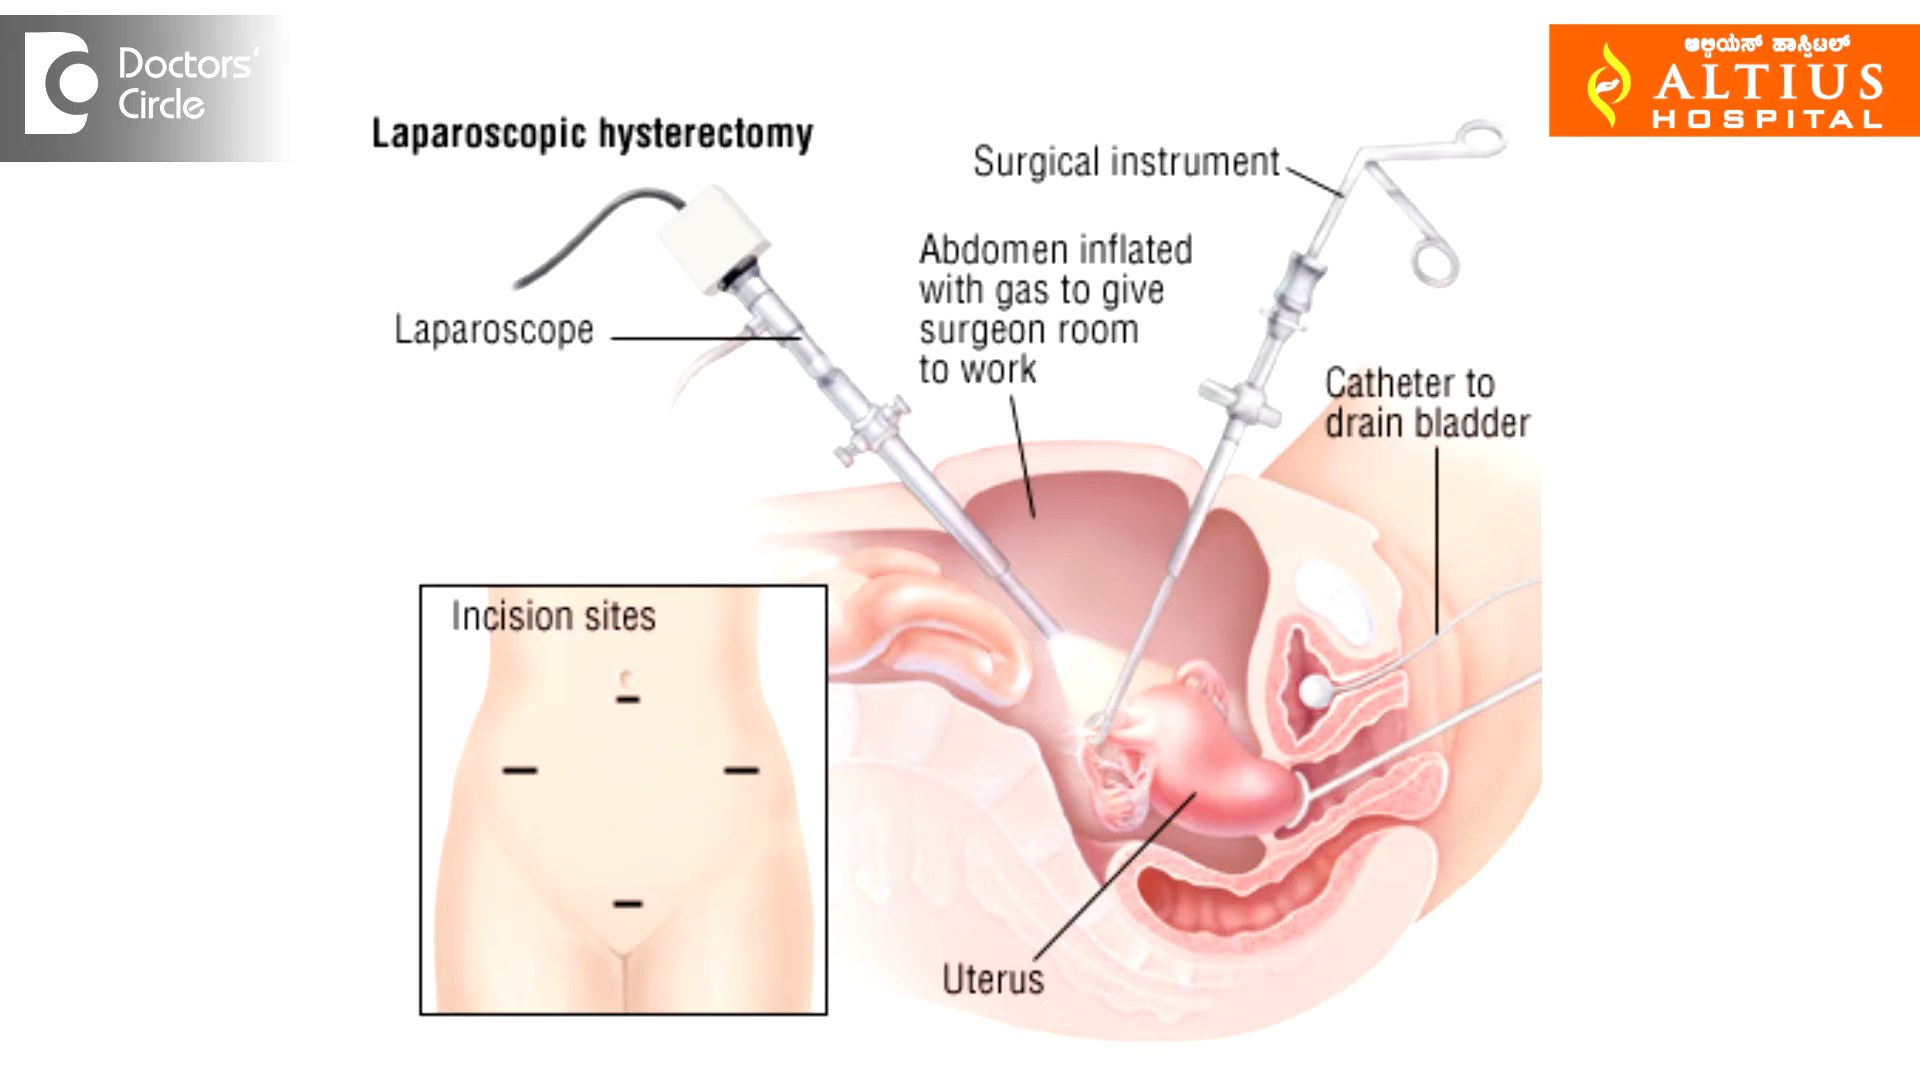 Doctors'
Circle
ಆಲ್ಟಿಯಸ್ ಹಾಸ್ಪಿಟಲ್
ALTIUS
HOSPITAL
Laparoscopic hysterectomy
Surgical instrument
Abdomen inflated
with gas to give
surgeon room
to work
Laparoscope
Catheter to
drain bladder
Incision sites
Uterus